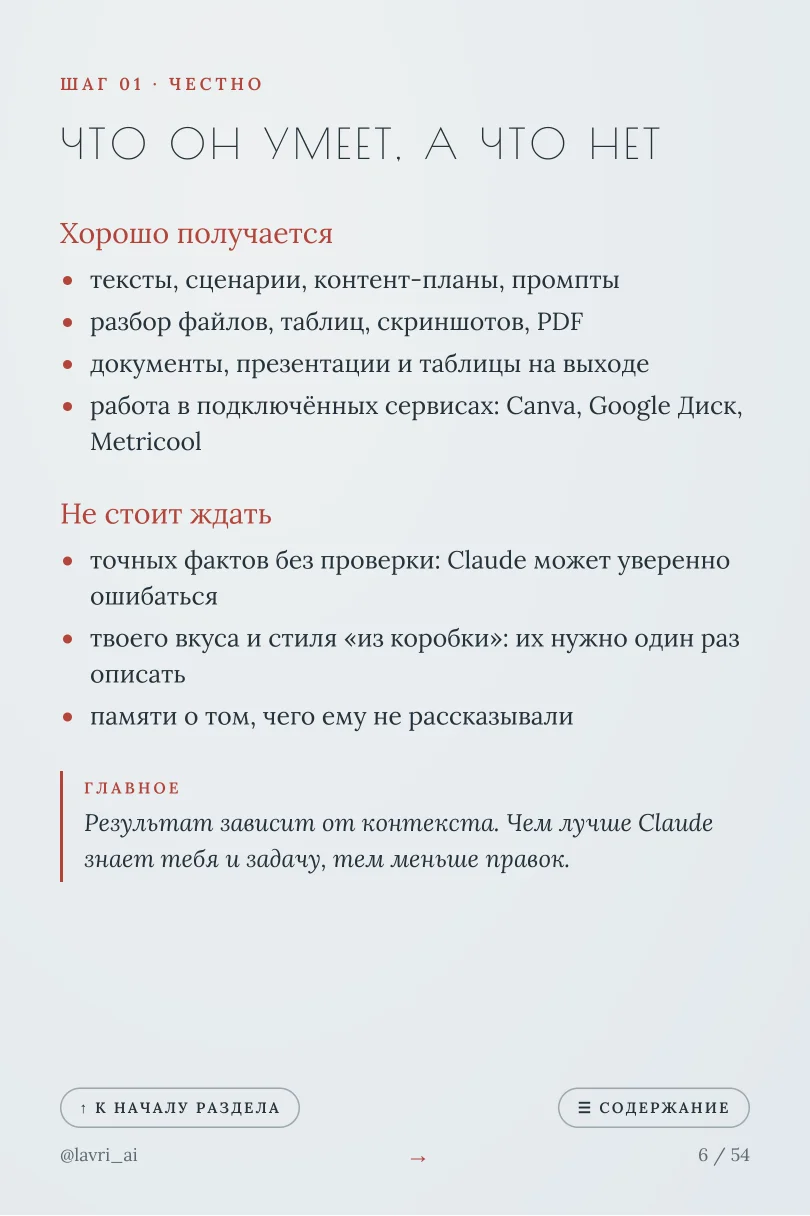 ШАГ 01 · ЧЕСТНО
ЧТО ОН УМЕЕТ, А ЧТО НЕТ
Хорошо получается
• тексты, сценарии, контент-планы, промпты
• разбор файлов, таблиц, скриншотов, PDF
• документы, презентации и таблицы на выходе
• работа в подключённых сервисах: Canva, Google Диск,
Metricool
Не стоит ждать
• точных фактов без проверки: Claude может уверенно
ошибаться
• твоего вкуса и стиля «из коробки»: их нужно один раз
описать
• памяти о том, чего ему не рассказывали
ГЛАВНОЕ
Результат зависит от контекста. Чем лучше Claude
знает тебя и задачу, тем меньше правок.
↑ К НАЧАЛУ РАЗДЕЛА
☰ СОДЕРЖАНИЕ
@lavri_ai
→
6 / 54